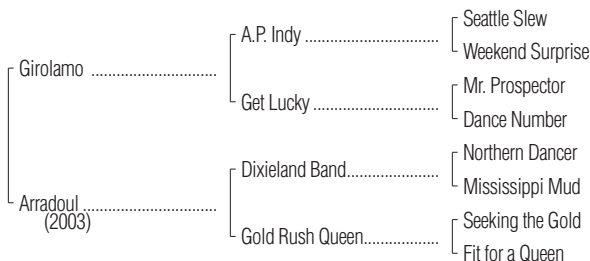 Seattle Slew
A.P. Indy ......................................
Weekend Surprise
Girolamo ...................................
Mr. Prospector
Get Lucky ....................................
Dance Number
Northern Dancer
Dixieland Band...........................
Mississippi Mud
Arradoul ......................................
(2003)
Seeking the Gold
Gold Rush Queen......................
Fit for a Queen